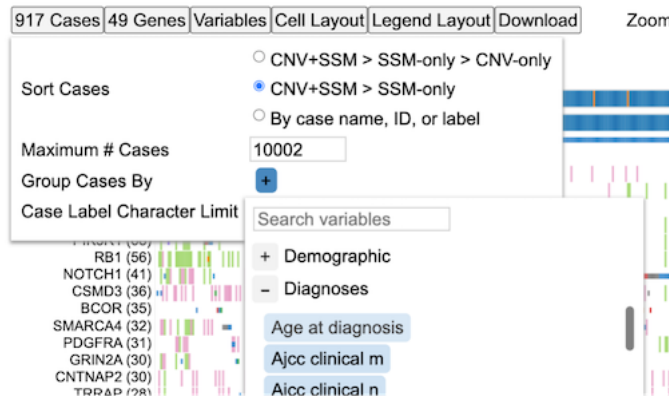 917 Cases 49 Genes Variables Cell Layout Legend Layout Download Zoom
CNV+SSM > SSM-only > CNV-only
Sort Cases
CNV+SSM > SSM-only
By case name, ID, or label
Maximum # Cases 10002
Group Cases By +
Case Label Character Limit
Search variables
+ Demographic
− Diagnoses
Age at diagnosis
Ajcc clinical m
Ajcc clinical n
RB1 (56)
NOTCH1 (41)
CSMD3 (36)
BCOR (35)
SMARCA4 (32)
PDGFRA (31)
GRIN2A (30)
CNTNAP2 (30)
TRRAP (28)